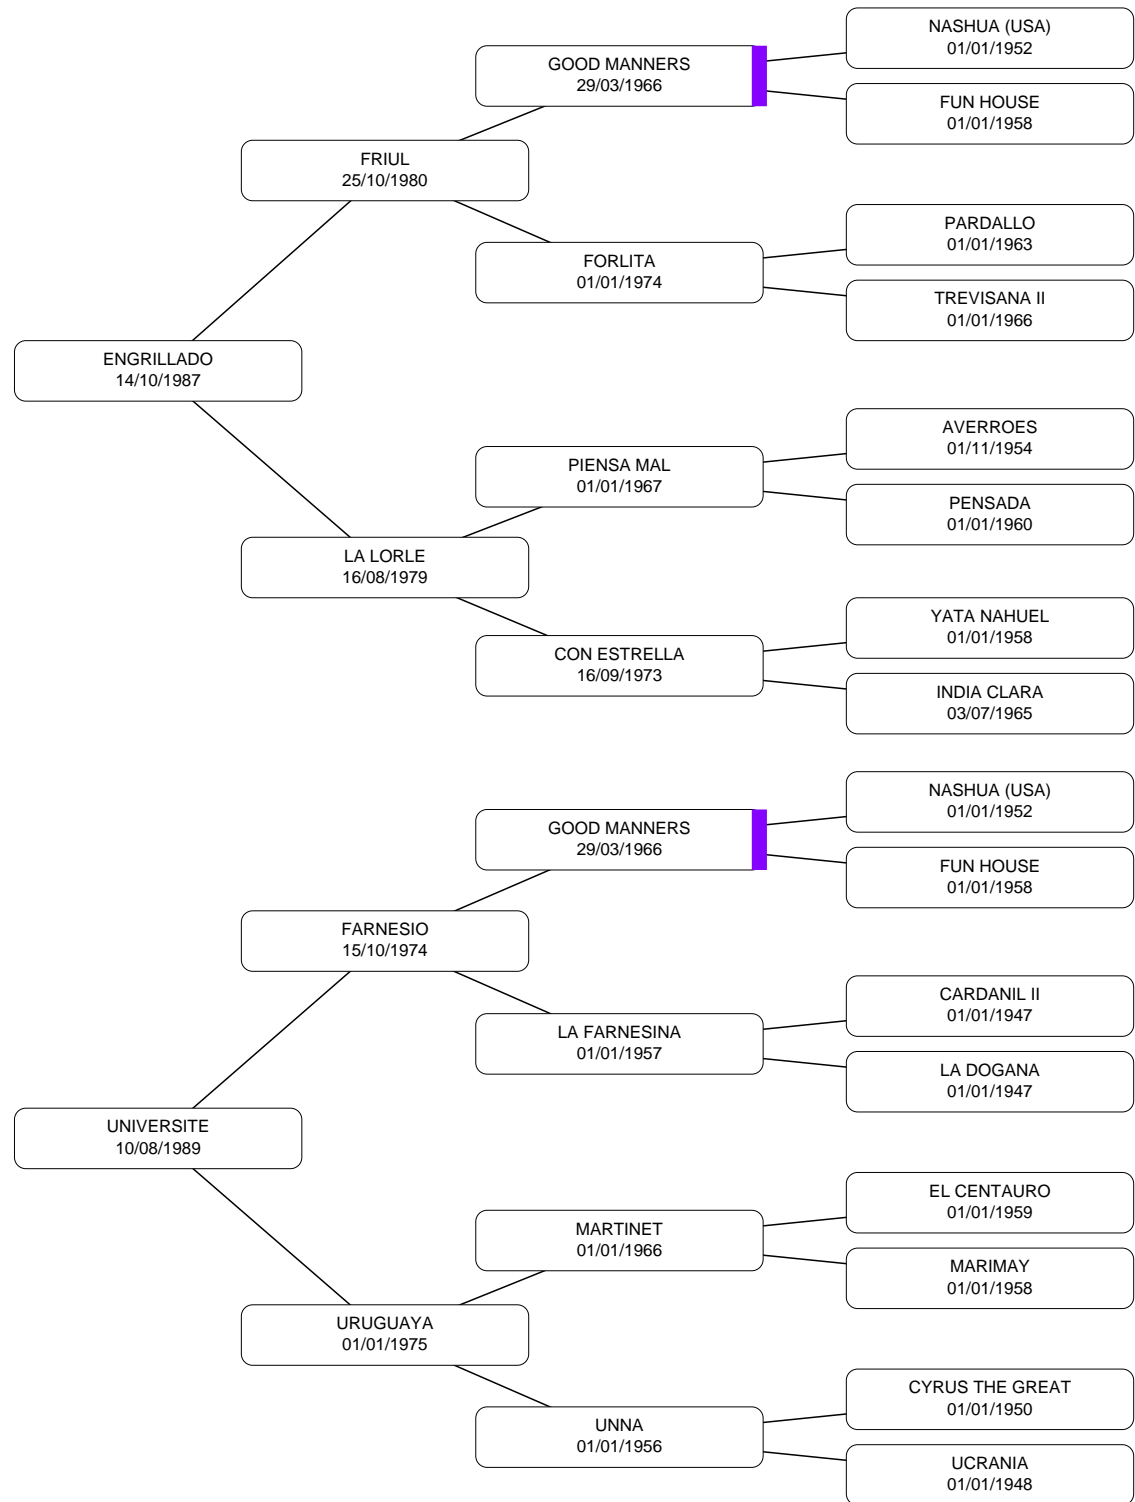 NASHUA (USA)
01/01/1952
GOOD MANNERS
29/03/1966
FUN HOUSE
01/01/1958
FRIUL
25/10/1980
PARDALLO
01/01/1963
FORLITA
01/01/1974
TREVISANA II
01/01/1966
ENGRILLADO
14/10/1987
AVERROES
01/11/1954
PIENSA MAL
01/01/1967
PENSADA
01/01/1960
LA LORLE
16/08/1979
YATA NAHUEL
01/01/1958
CON ESTRELLA
16/09/1973
INDIA CLARA
03/07/1965
NASHUA (USA)
01/01/1952
GOOD MANNERS
29/03/1966
FUN HOUSE
01/01/1958
FARNESIO
15/10/1974
CARDANIL II
01/01/1947
LA FARNESINA
01/01/1957
LA DOGANA
01/01/1947
UNIVERSITE
10/08/1989
EL CENTAURO
01/01/1959
MARTINET
01/01/1966
MARIMAY
01/01/1958
URUGUAYA
01/01/1975
CYRUS THE GREAT
01/01/1950
UNNA
01/01/1956
UCRANIA
01/01/1948